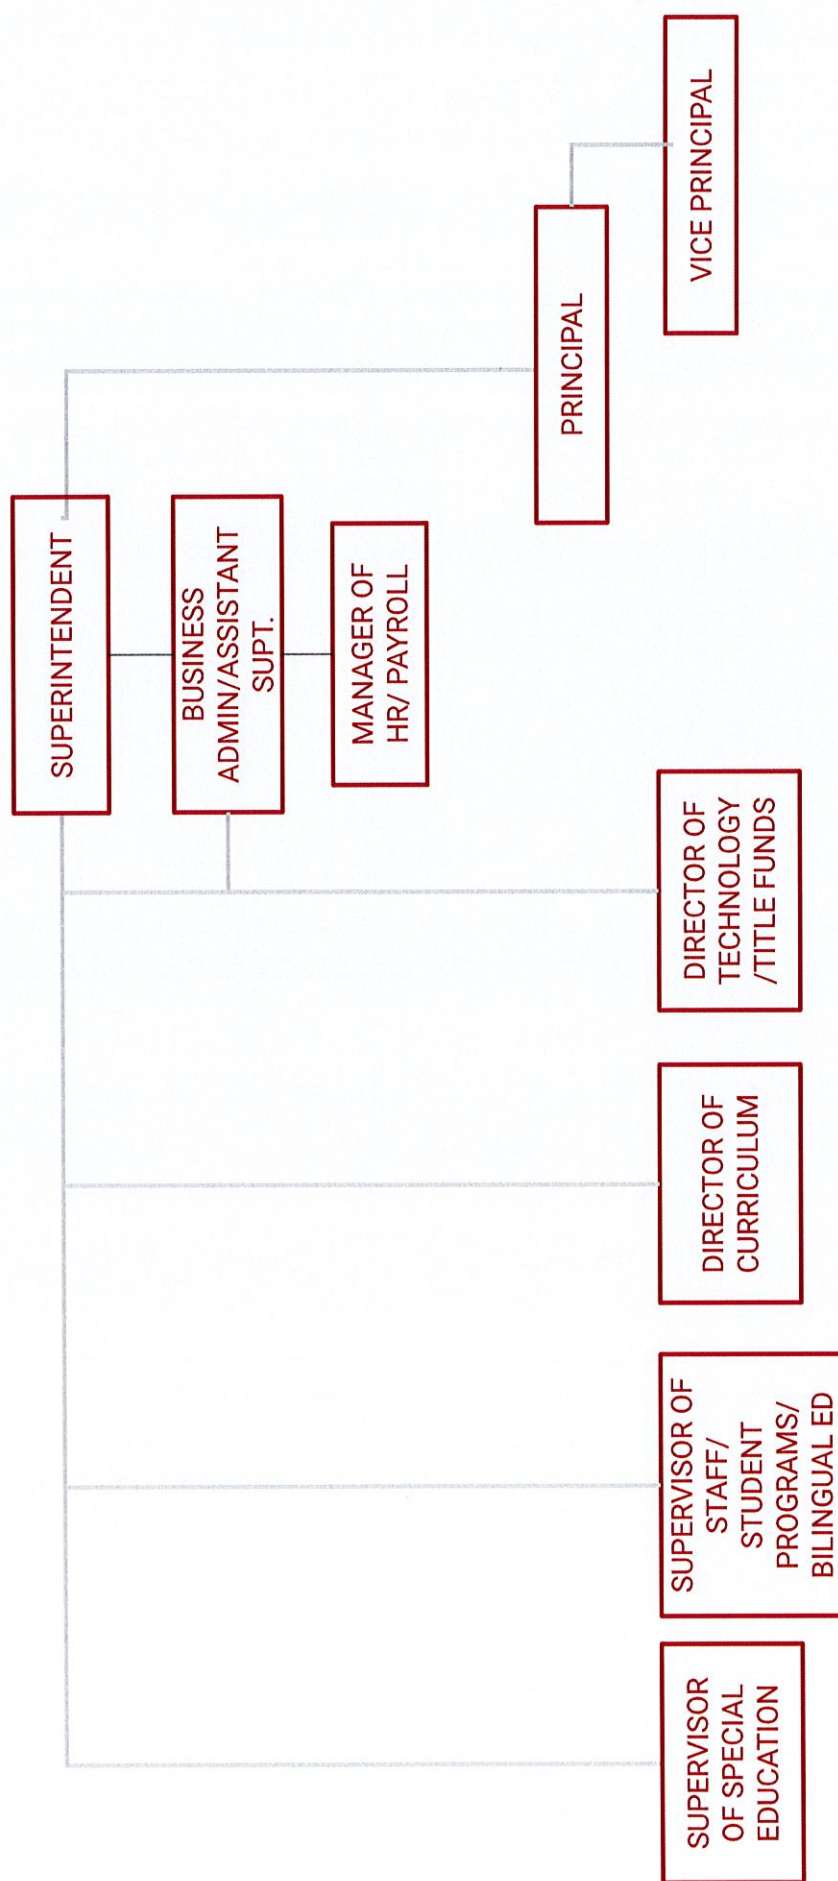 SUPERINTENDENT
BUSINESS
ADMIN/ASSISTANT
SUPT.
MANAGER OF
HR/ PAYROLL
PRINCIPAL
VICE PRINCIPAL
SUPERVISOR
OF SPECIAL
EDUCATION
SUPERVISOR OF
STAFF/
STUDENT
PROGRAMS/
BILINGUAL ED
DIRECTOR OF
CURRICULUM
DIRECTOR OF
TECHNOLOGY
/TITLE FUNDS